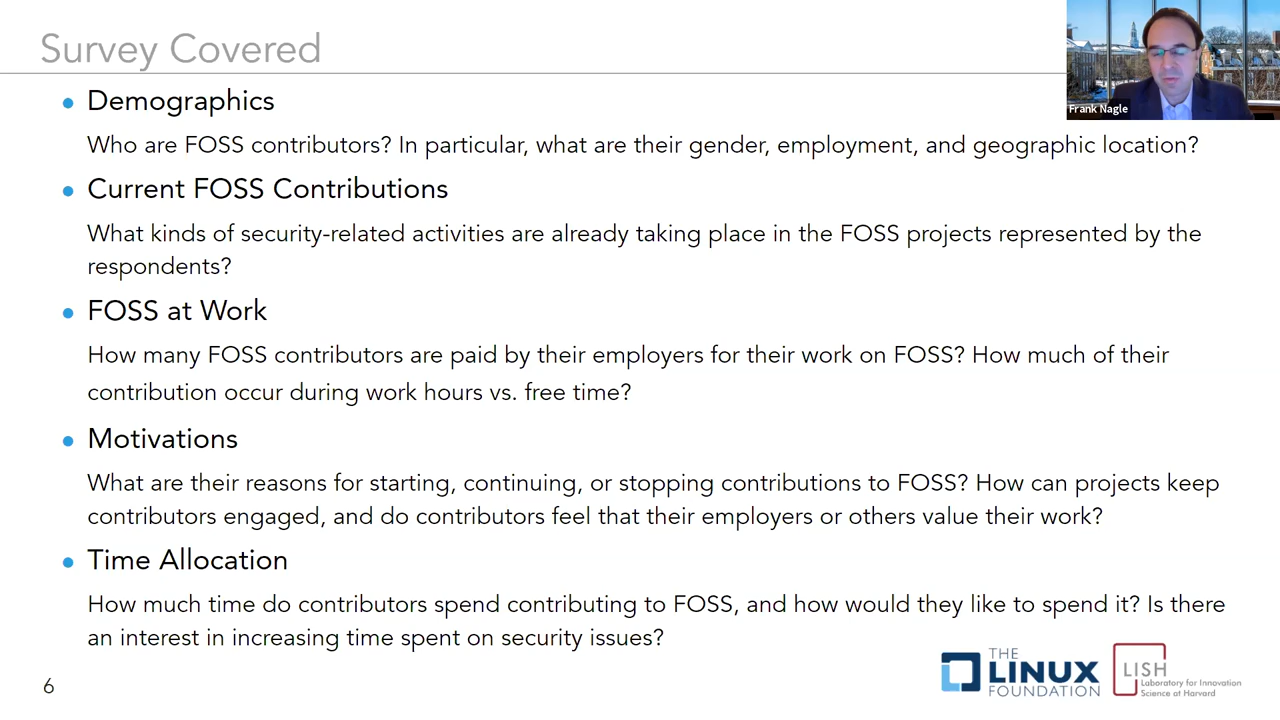 Survey Covered
Frank Nagle
• Demographics
Who are FOSS contributors? In particular, what are their gender, employment, and geographic location?
• Current FOSS Contributions
What kinds of security-related activities are already taking place in the FOSS projects represented by the
respondents?
• FOSS at Work
How many FOSS contributors are paid by their employers for their work on FOSS? How much of their
contribution occur during work hours vs. free time?
• Motivations
What are their reasons for starting, continuing, or stopping contributions to FOSS? How can projects keep
contributors engaged, and do contributors feel that their employers or others value their work?
• Time Allocation
How much time do contributors spend contributing to FOSS, and how would they like to spend it? Is there
an interest in increasing time spent on security issues?
6
THE
LINUX
FOUNDATION
LISH
Laboratory for Innovation
Science at Harvard